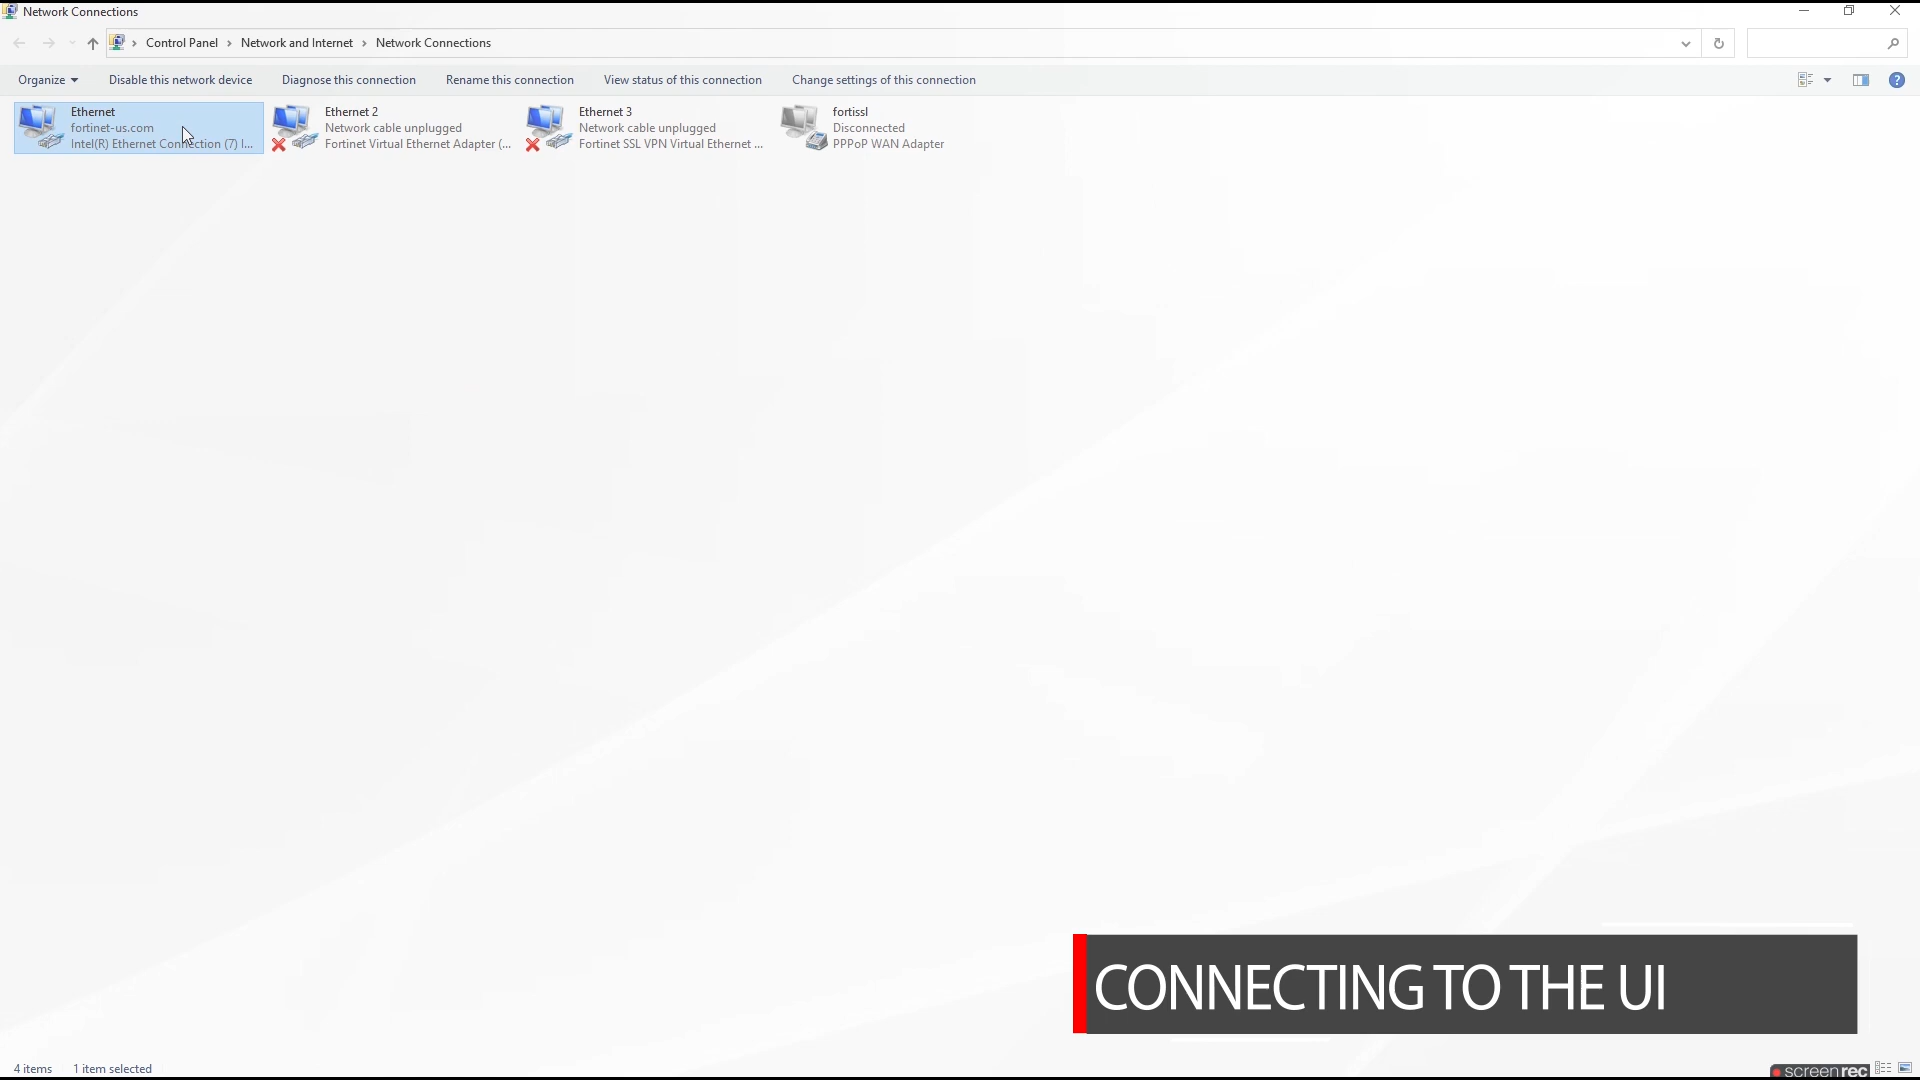 Network Connections
Control Panel > Network and Internet > Network Connections
Organize Disable this network device Diagnose this connection Rename this connection View status of this connection Change settings of this connection
Ethernet
fortinet-us.com
Intel(R) Ethernet Connection (7) I...
Ethernet 2
Network cable unplugged
Fortinet Virtual Ethernet Adapter (...
Ethernet 3
Network cable unplugged
Fortinet SSL VPN Virtual Ethernet ...
fortissl
Disconnected
PPPoP WAN Adapter
CONNECTING TO THE UI
4 items 1 item selected
screenrec